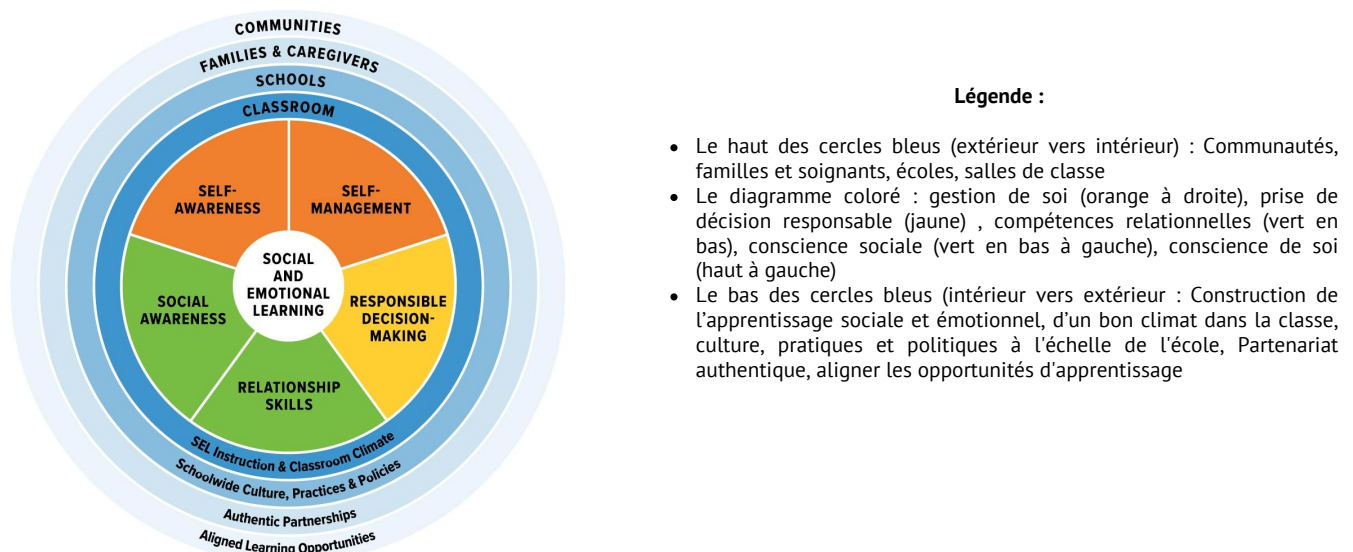 COMMUNITIES
FAMILIES & CAREGIVERS
SCHOOLS
CLASSROOM
SELF-
AWARENESS
SELF-
MANAGEMENT
SOCIAL
AND
EMOTIONAL
LEARNING
SOCIAL
AWARENESS
RESPONSIBLE
DECISION-
MAKING
RELATIONSHIP
SKILLS
SEL Instruction & Classroom Climate
Schoolwide Culture, Practices & Policies
Authentic Partnerships
Aligned Learning Opportunities
Légende :
• Le haut des cercles bleus (extérieur vers intérieur) : Communautés,
familles et soignants, écoles, salles de classe
• Le diagramme coloré : gestion de soi (orange à droite), prise de
décision responsable (jaune) , compétences relationnelles (vert en
bas), conscience sociale (vert en bas à gauche), conscience de soi
(haut à gauche)
• Le bas des cercles bleus (intérieur vers extérieur : Construction de
l’apprentissage sociale et émotionnel, d’un bon climat dans la classe,
culture, pratiques et politiques à l'échelle de l'école, Partenariat
authentique, aligner les opportunités d'apprentissage